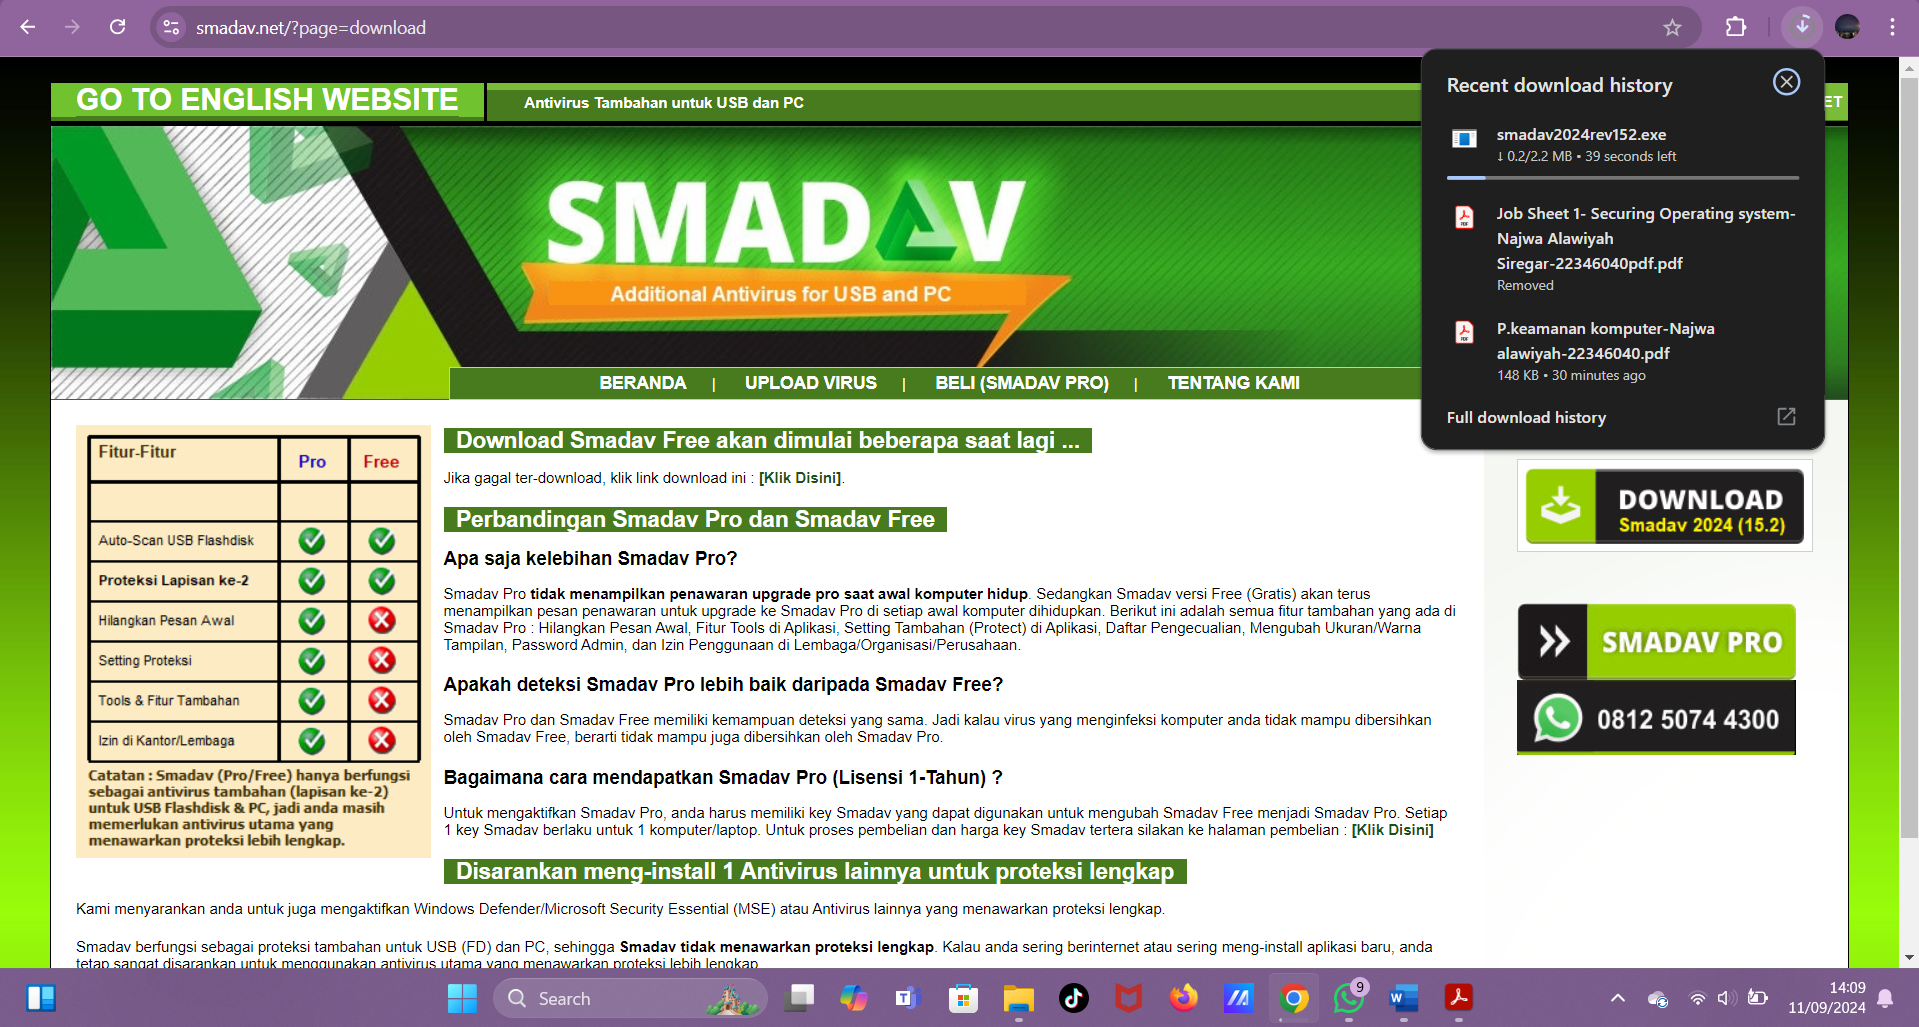 smadav.net/?page=download
Recent download history
smadav2024rev152.exe
↓ 0.2/2.2 MB • 39 seconds left
Job Sheet 1- Securing Operating system-
Najwa Alawiyah
Siregar-22346040pdf.pdf
Removed
P.keamanan komputer-Najwa
alawiyah-22346040.pdf
148 KB • 30 minutes ago
Full download history
GO TO ENGLISH WEBSITE
Antivirus Tambahan untuk USB dan PC
ET
SMADAV
Additional Antivirus for USB and PC
BERANDA | UPLOAD VIRUS | BELI (SMADAV PRO) | TENTANG KAMI
Fitur-Fitur Pro Free
Auto-Scan USB Flashdisk
Proteksi Lapisan ke-2
Hilangkan Pesan Awal
Setting Proteksi
Tools & Fitur Tambahan
Izin di Kantor/Lembaga
Catatan : Smadav (Pro/Free) hanya berfungsi
sebagai antivirus tambahan (lapisan ke-2)
untuk USB Flashdisk & PC, jadi anda masih
memerlukan antivirus utama yang
menawarkan proteksi lebih lengkap.
Download Smadav Free akan dimulai beberapa saat lagi ...
Jika gagal ter-download, klik link download ini : [Klik Disini].
Perbandingan Smadav Pro dan Smadav Free
Apa saja kelebihan Smadav Pro?
Smadav Pro tidak menampilkan penawaran upgrade pro saat awal komputer hidup. Sedangkan Smadav versi Free (Gratis) akan terus
menampilkan pesan penawaran untuk upgrade ke Smadav Pro di setiap awal komputer dihidupkan. Berikut ini adalah semua fitur tambahan yang ada di
Smadav Pro : Hilangkan Pesan Awal, Fitur Tools di Aplikasi, Setting Tambahan (Protect) di Aplikasi, Daftar Pengecualian, Mengubah Ukuran/Warna
Tampilan, Password Admin, dan Izin Penggunaan di Lembaga/Organisasi/Perusahaan.
Apakah deteksi Smadav Pro lebih baik daripada Smadav Free?
Smadav Pro dan Smadav Free memiliki kemampuan deteksi yang sama. Jadi kalau virus yang menginfeksi komputer anda tidak mampu dibersihkan
oleh Smadav Free, berarti tidak mampu juga dibersihkan oleh Smadav Pro.
Bagaimana cara mendapatkan Smadav Pro (Lisensi 1-Tahun) ?
Untuk mengaktifkan Smadav Pro, anda harus memiliki key Smadav yang dapat digunakan untuk mengubah Smadav Free menjadi Smadav Pro. Setiap
1 key Smadav berlaku untuk 1 komputer/laptop. Untuk proses pembelian dan harga key Smadav tertera silakan ke halaman pembelian : [Klik Disini]
Disarankan meng-install 1 Antivirus lainnya untuk proteksi lengkap
Kami menyarankan anda untuk juga mengaktifkan Windows Defender/Microsoft Security Essential (MSE) atau Antivirus lainnya yang menawarkan proteksi lengkap.
Smadav berfungsi sebagai proteksi tambahan untuk USB (FD) dan PC, sehingga Smadav tidak menawarkan proteksi lengkap. Kalau anda sering berinternet atau sering meng-install aplikasi baru, anda
tetap sangat disarankan untuk menggunakan antivirus utama yang menawarkan proteksi lebih lengkap
DOWNLOAD
Smadav 2024 (15.2)
SMADAV PRO
0812 5074 4300
Search
9
14:09
11/09/2024